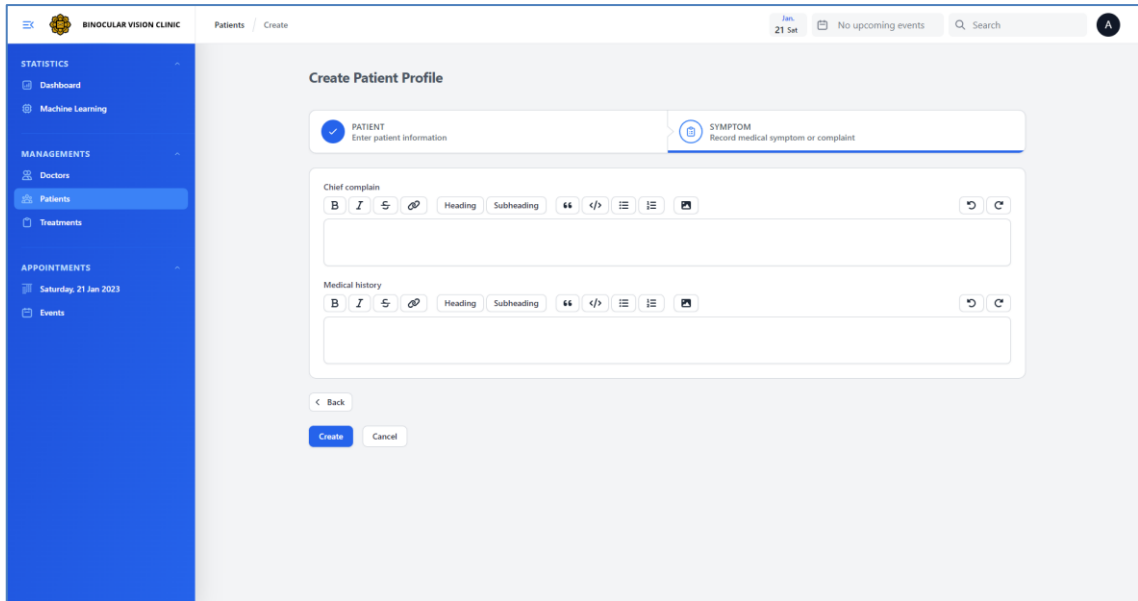 BINOCULAR VISION CLINIC
Patients / Create
Jan.
21 Sat
No upcoming events
Search
A
STATISTICS
Dashboard
Machine Learning
MANAGEMENTS
Doctors
Patients
Treatments
APPOINTMENTS
Saturday, 21 Jan 2023
Events
Create Patient Profile
PATIENT
Enter patient information
SYMPTOM
Record medical symptom or complaint
Chief complain
B I S Heading Subheading
Medical history
B I S Heading Subheading
< Back
Create Cancel